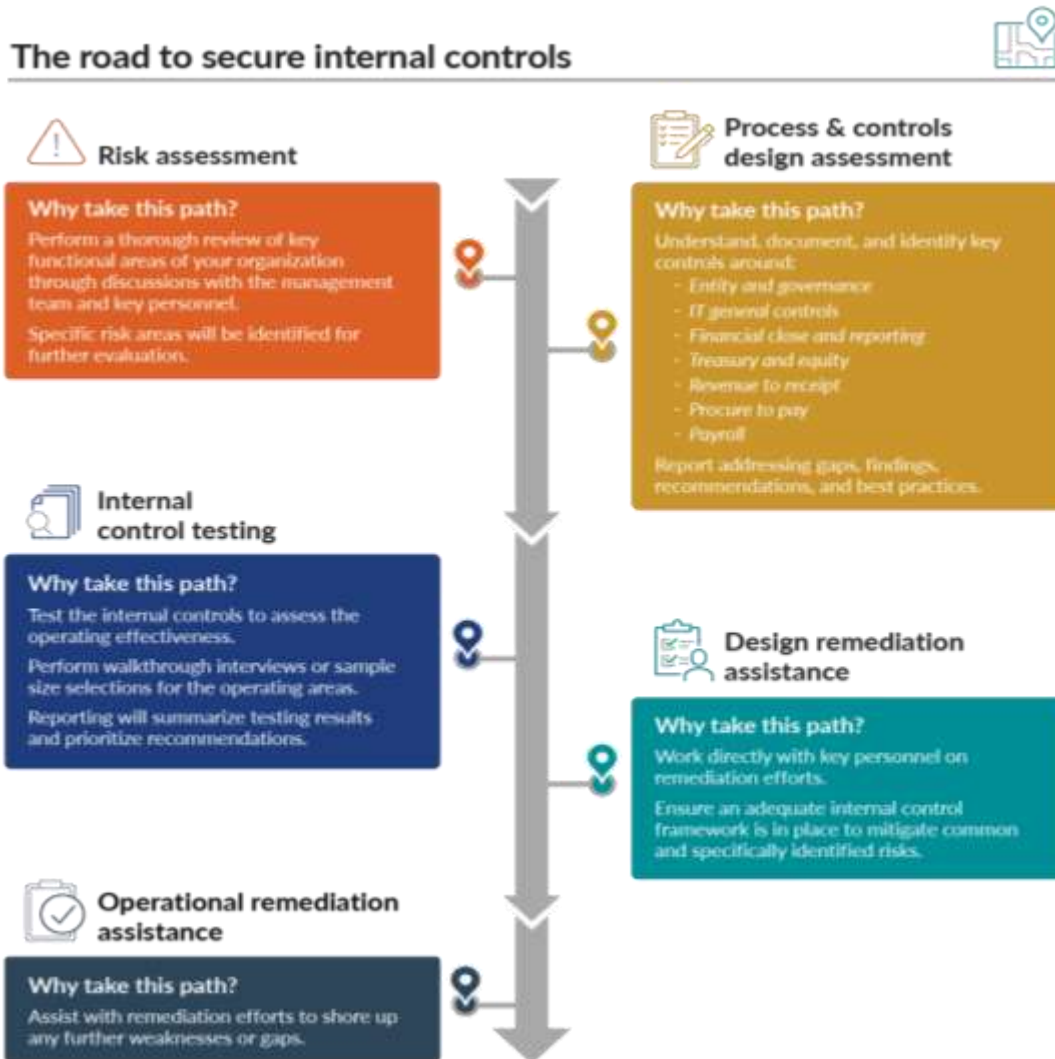 The road to secure internal controls
Risk assessment
Why take this path?
Perform a thorough review of key
functional areas of your organization
through discussions with the management
team and key personnel.
Specific risk areas will be identified for
further evaluation.
Process & controls
design assessment
Why take this path?
Understand, document, and identify key
controls around:
- Entity and governance
- IT general controls
- Financial close and reporting
- Treasury and equity
- Revenue to receipt
- Procure to pay
- Payroll
Report addressing gaps, findings,
recommendations, and best practices.
Internal
control testing
Why take this path?
Test the internal controls to assess the
operating effectiveness.
Perform walkthrough interviews or sample
size selections for the operating areas.
Reporting will summarize testing results
and prioritize recommendations.
Design remediation
assistance
Why take this path?
Work directly with key personnel on
remediation efforts.
Ensure an adequate internal control
framework is in place to mitigate common
and specifically identified risks.
Operational remediation
assistance
Why take this path?
Assist with remediation efforts to shore up
any further weaknesses or gaps.